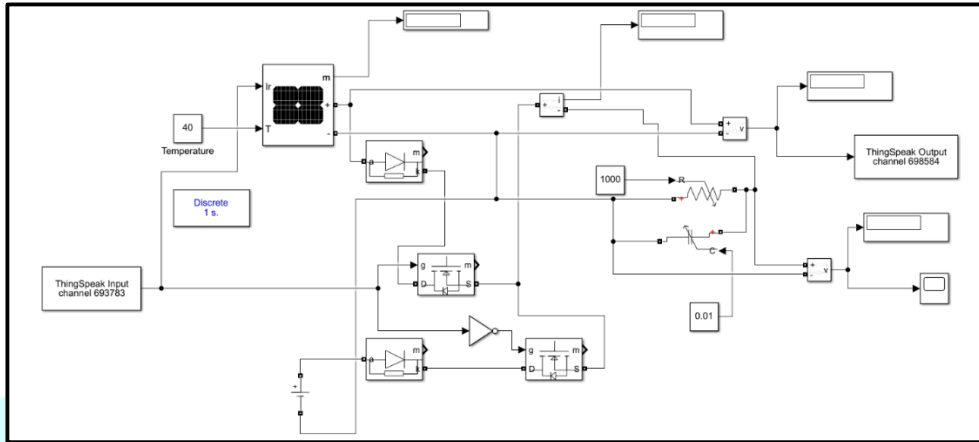 Ir
m
+
T
-
40
Temperature
Discrete
1 s.
a
m
k
i
+
-
+
-
v
ThingSpeak Output
channel 698584
1000
R
+
+
C
0.01
+
-
v
ThingSpeak Input
channel 693783
g
m
D
S
a
m
k
g
m
D
S
+